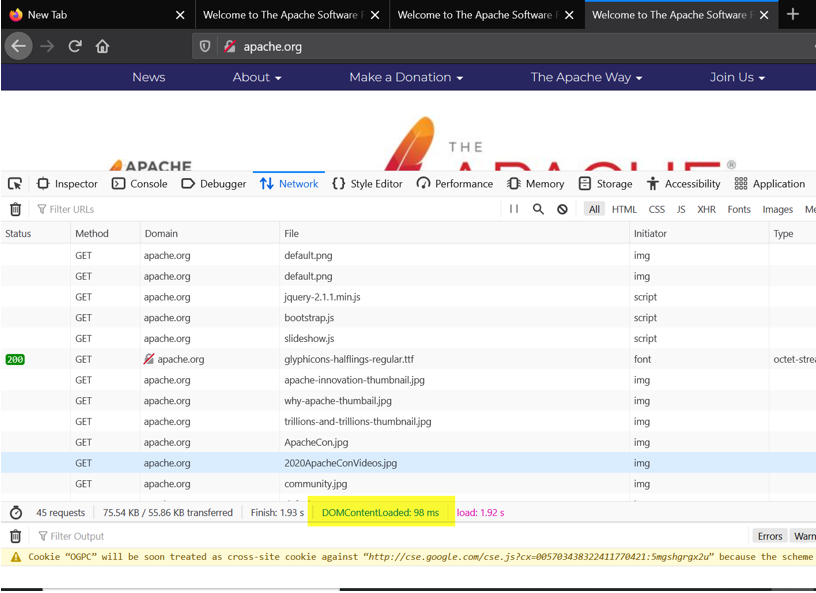 New Tab Welcome to The Apache Software F Welcome to The Apache Software F Welcome to The Apache Software F
apache.org
News About Make a Donation The Apache Way Join Us
THE
APACHE APACHE ®
Inspector Console Debugger Network Style Editor Performance Memory Storage Accessibility Application
Filter URLs All HTML CSS JS XHR Fonts Images Me
Status Method Domain File Initiator Type
GET apache.org default.png img
GET apache.org default.png img
GET apache.org jquery-2.1.1.min.js script
GET apache.org bootstrap.js script
GET apache.org slideshow.js script
200 GET apache.org glyphicons-halflings-regular.ttf font octet-strea
GET apache.org apache-innovation-thumbnail.jpg img
GET apache.org why-apache-thumbail.jpg img
GET apache.org trillions-and-trillions-thumbnail.jpg img
GET apache.org ApacheCon.jpg img
GET apache.org 2020ApacheConVideos.jpg img
GET apache.org community.jpg img
45 requests 75.54 KB / 55.86 KB transferred Finish: 1.93 s DOMContentLoaded: 98 ms load: 1.92 s
Filter Output Errors Warn
Cookie “OGPC” will be soon treated as cross-site cookie against “http://cse.google.com/cse.js?cx=005703438322411770421:5mgshgrgx2u” because the scheme